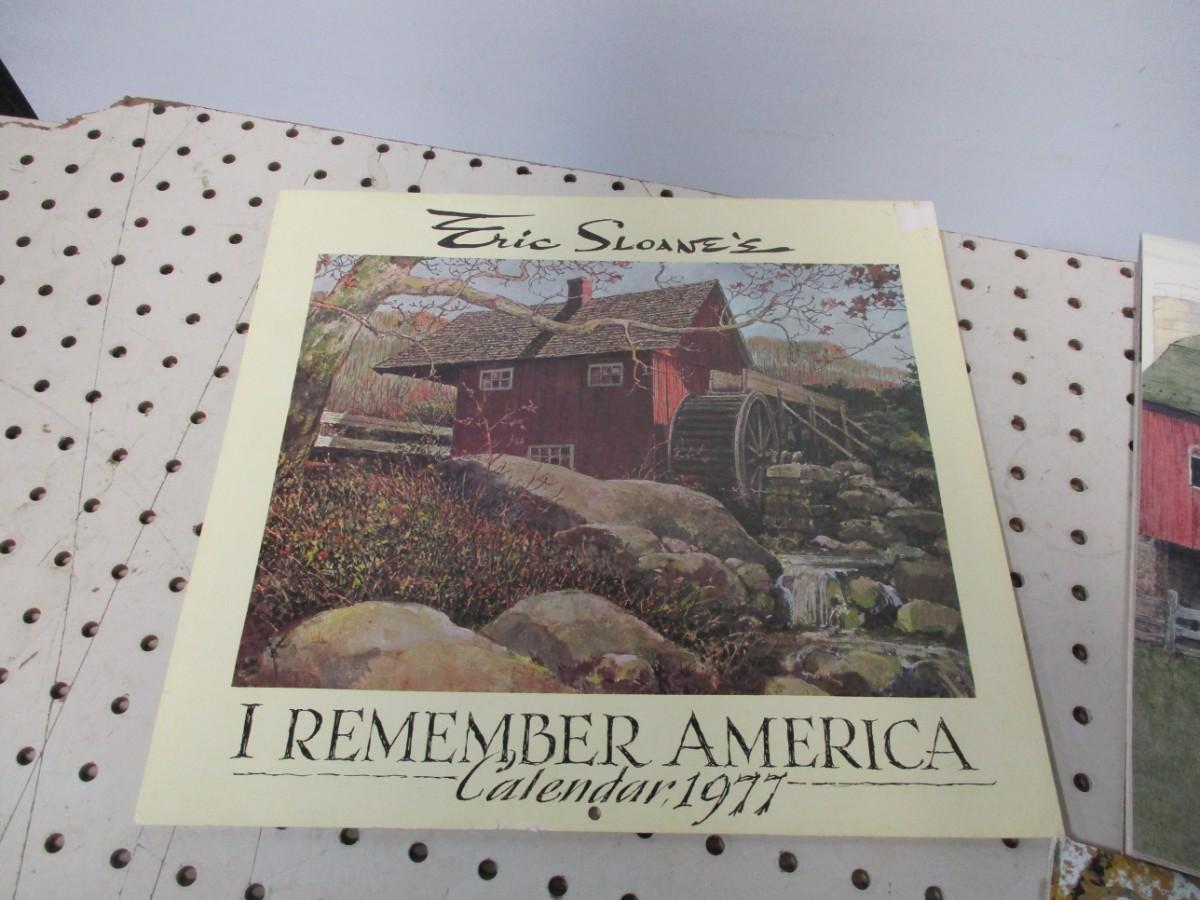 Eric Sloane's
I REMEMBER AMERICA
Calendar, 1977